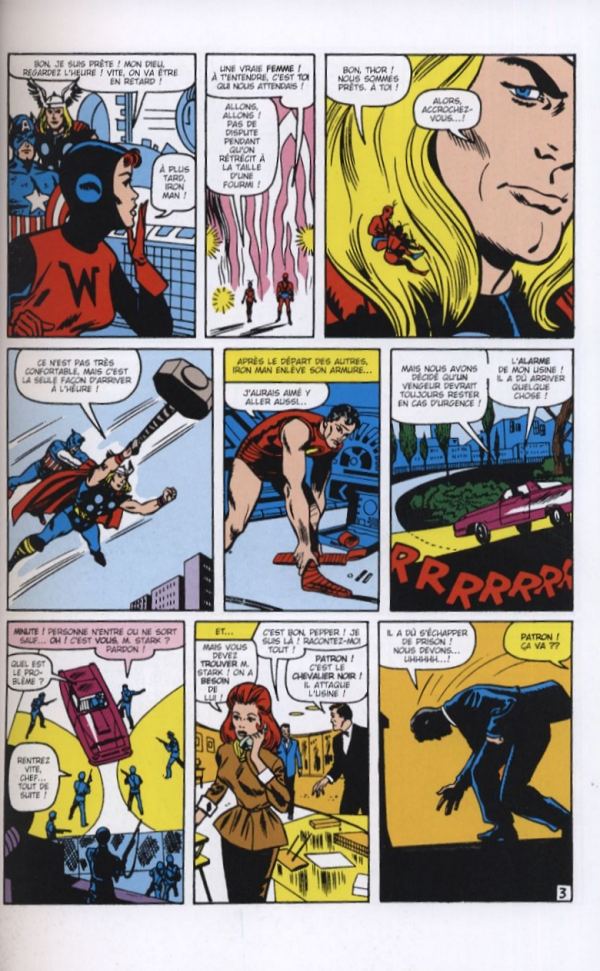 BON, JE SUIS PRÊTE ! MON DIEU,
REGARDEZ L'HEURE ! VITE, ON VA ÊTRE
EN RETARD !
À PLUS
TARD,
IRON
MAN !
W
UNE VRAIE FEMME !
À T'ENTENDRE, C'EST TOI
QUI NOUS ATTENDAIS !
ALLONS,
ALLONS !
PAS DE
DISPUTE
PENDANT
QU'ON
RÉTRÉCIT À
LA TAILLE
D'UNE
FOURMI !
BON, THOR !
NOUS SOMMES
PRÊTS. À TOI !
ALORS,
ACCROCHEZ-
VOUS...!
CE N'EST PAS TRÈS
CONFORTABLE, MAIS C'EST
LA SEULE FAÇON D'ARRIVER
À L'HEURE !
APRÈS LE DÉPART DES AUTRES,
IRON MAN ENLÈVE SON ARMURE...
J'AURAIS AIMÉ Y
ALLER AUSSI...
MAIS NOUS AVONS
DÉCIDÉ QU'UN
VENGEUR DEVRAIT
TOUJOURS RESTER
EN CAS D'URGENCE !
L'ALARME
DE MON USINE !
IL A DÛ ARRIVER
QUELQUE
CHOSE !
RRRRRRRR
MINUTE ! PERSONNE N'ENTRE OU NE SORT
SAUF... OH ! C'EST VOUS, M. STARK ?
PARDON !
QUEL EST
LE PRO-
BLÈME ?
RENTREZ
VITE,
CHEF...
TOUT DE
SUITE !
ET...
MAIS VOUS
DEVEZ
TROUVER M.
STARK ! ON A
BESOIN
DE
LUI !
C'EST BON, PEPPER ! JE
SUIS LÀ ! RACONTEZ-MOI
TOUT !
PATRON !
C'EST LE
CHEVALIER NOIR !
IL ATTAQUE
L'USINE !
IL A DÛ S'ÉCHAPPER
DE PRISON !
NOUS DEVONS...
UHHHHH...!
PATRON !
ÇA VA ??
3